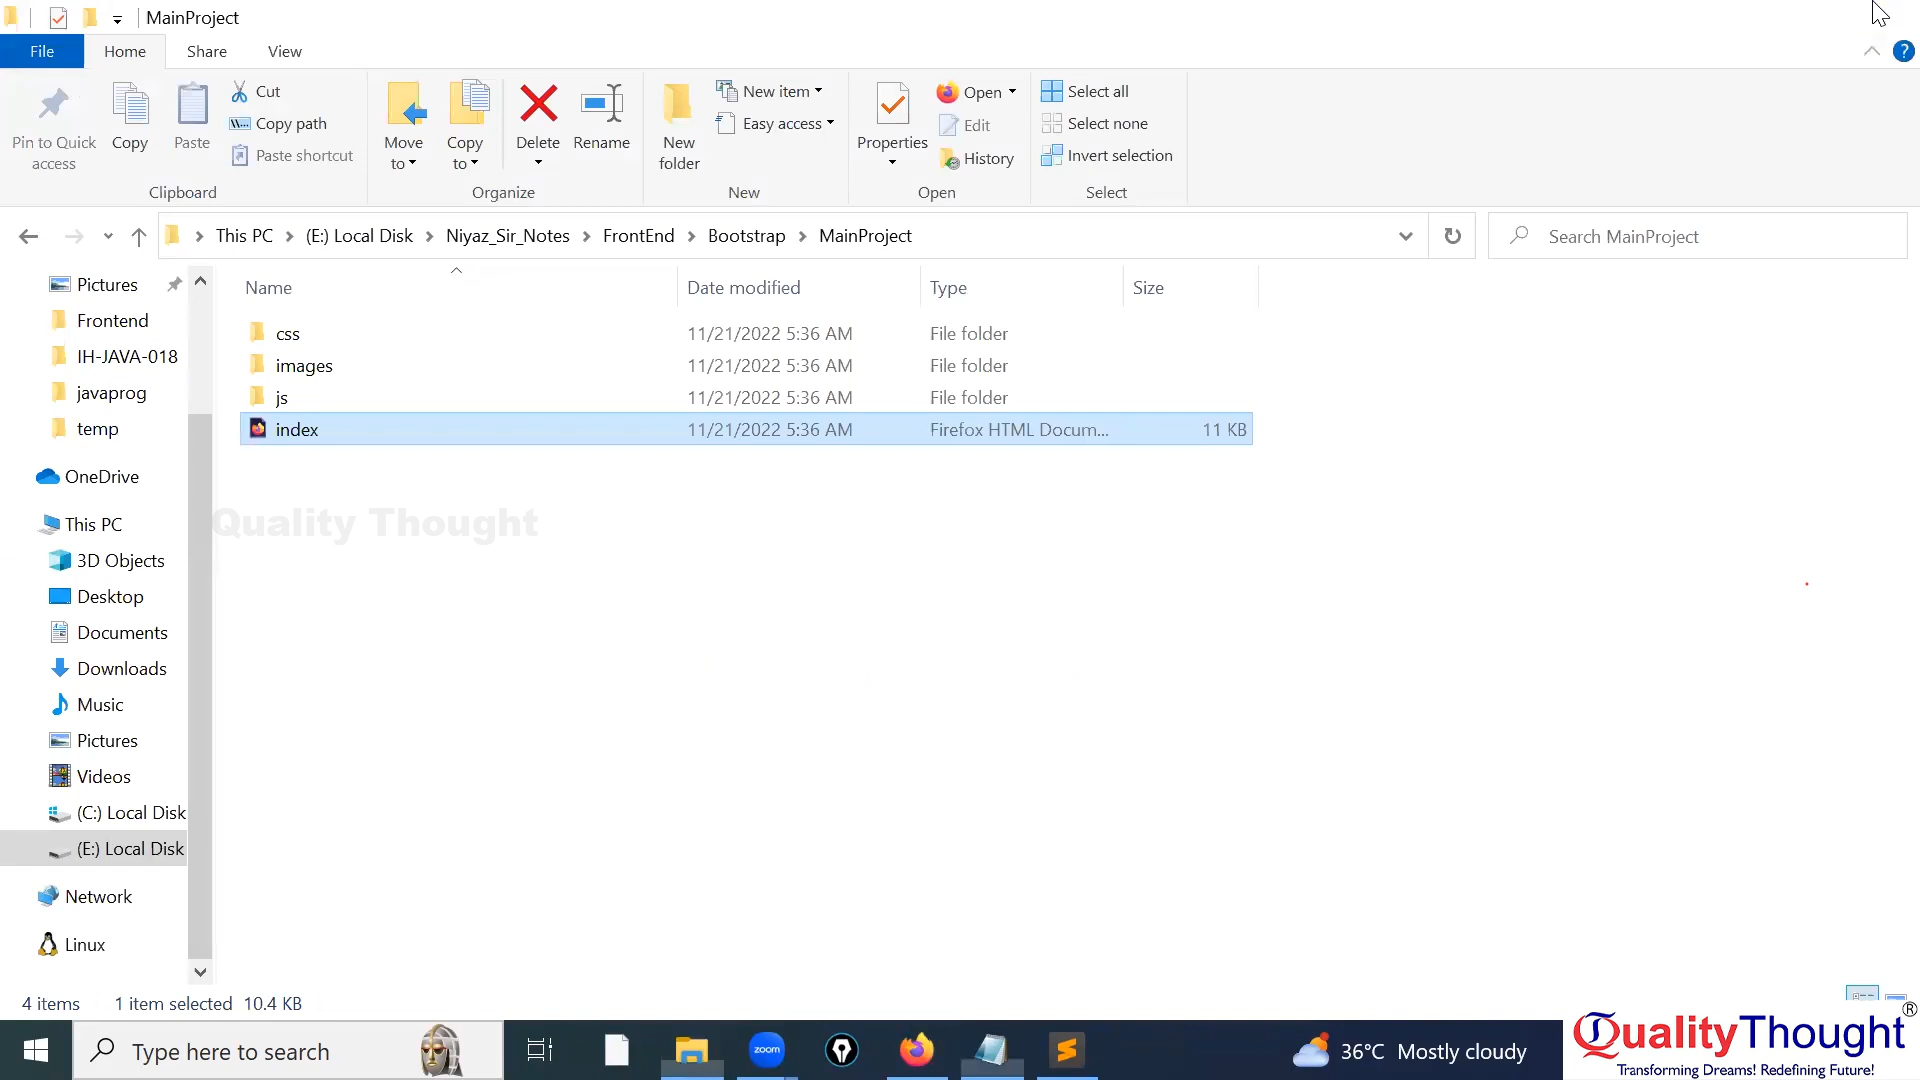 MainProject
File
Home
Share
View
Pin to Quick access
Copy
Paste
Cut
Copy path
Paste shortcut
Clipboard
Move to
Copy to
Delete
Rename
Organize
New folder
New item
Easy access
New
Properties
Open
Edit
History
Open
Select all
Select none
Invert selection
Select
This PC
(E:) Local Disk
Niyaz_Sir_Notes
FrontEnd
Bootstrap
MainProject
Search MainProject
Pictures
Frontend
IH-JAVA-018
javaprog
temp
OneDrive
This PC
3D Objects
Desktop
Documents
Downloads
Music
Pictures
Videos
(C:) Local Disk
(E:) Local Disk
Network
Linux
Name Date modified Type Size
css 11/21/2022 5:36 AM File folder
images 11/21/2022 5:36 AM File folder
js 11/21/2022 5:36 AM File folder
index 11/21/2022 5:36 AM Firefox HTML Docum... 11 KB
Quality Thought
4 items 1 item selected 10.4 KB
Type here to search
zoom
36°C Mostly cloudy
QualityThought®
Transforming Dreams! Redefining Future!